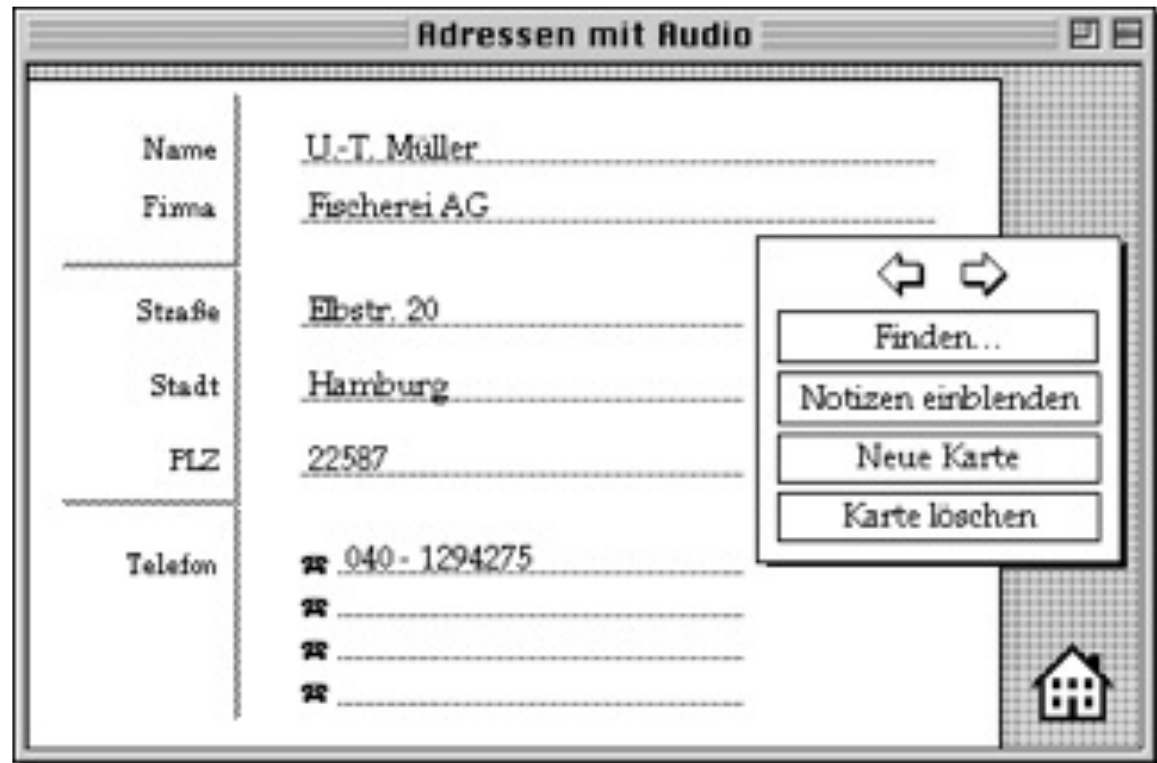 Adressen mit Audio
Name U.-T. Müller
Firma Fischerei AG
Straße Elbstr. 20
Stadt Hamburg
PLZ 22587
Telefon 040 - 1294275
Finden...
Notizen einblenden
Neue Karte
Karte löschen